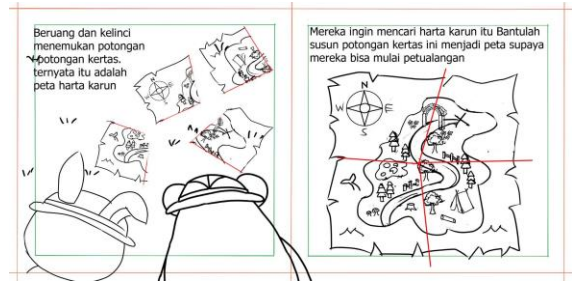 Beruang dan kelinci
menemukan potongan
potongan kertas.
ternyata itu adalah
peta harta karun
Mereka ingin mencari harta karun itu Bantulah
susun potongan kertas ini menjadi peta supaya
mereka bisa mulai petualangan
N
W E
S